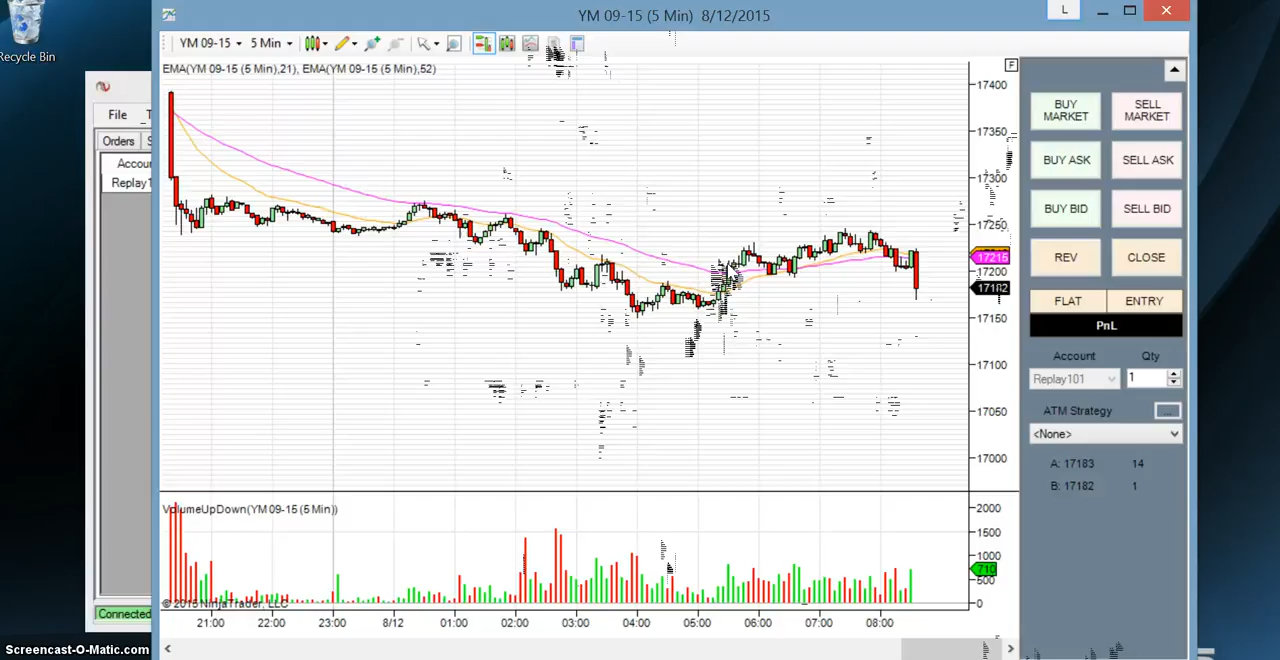 YM 09-15 (5 Min) 8/12/2015
L
Recycle Bin
YM 09-15 5 Min
EMA(YM 09-15 (5 Min),21), EMA(YM 09-15 (5 Min),52)
F
File
Orders
Replay1
17400
17350
17300
17250
17215
17200
17182
17150
17100
17050
17000
BUY MARKET
SELL MARKET
BUY ASK
SELL ASK
BUY BID
SELL BID
REV
CLOSE
FLAT
ENTRY
PnL
Account
Qty
Replay101
1
ATM Strategy
...
<None>
A: 17183 14
B: 17182 1
VolumeUpDown(YM 09-15 (5 Min))
2000
1500
1000
710
500
0
© 2015 NinjaTrader, LLC
Connected
21:00 22:00 23:00 8/12 01:00 02:00 03:00 04:00 05:00 06:00 07:00 08:00
Screencast-O-Matic.com